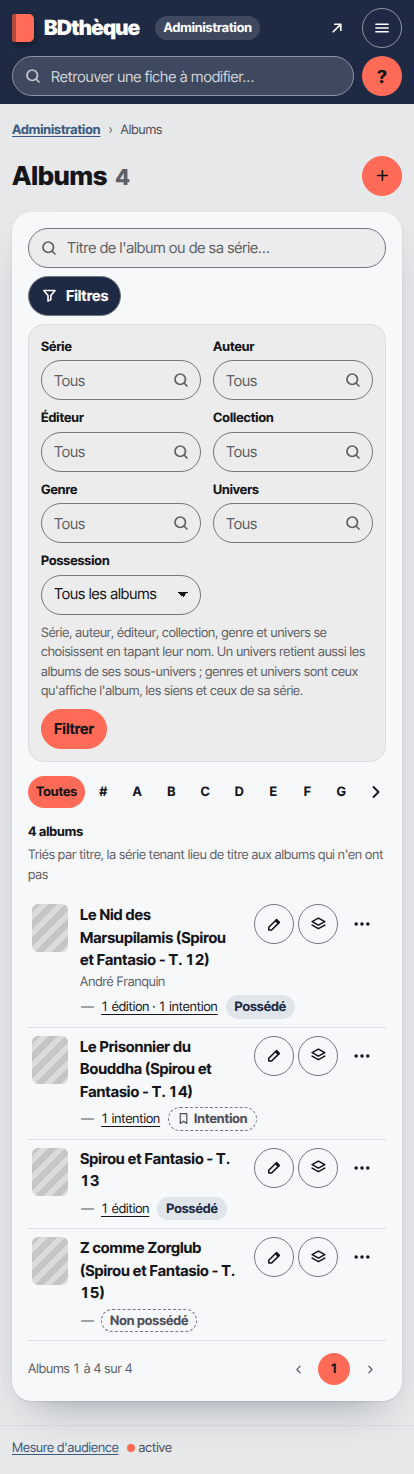 BDthèque Administration
Retrouver une fiche à modifier... ?
Administration › Albums
Albums 4
+
Titre de l'album ou de sa série...
Filtres
Série Auteur
Tous Tous
Éditeur Collection
Tous Tous
Genre Univers
Tous Tous
Possession
Tous les albums
Série, auteur, éditeur, collection, genre et univers se
choisissent en tapant leur nom. Un univers retient aussi les
albums de ses sous-univers ; genres et univers sont ceux
qu'affiche l'album, les siens et ceux de sa série.
Filtrer
Toutes # A B C D E F G
4 albums
Triés par titre, la série tenant lieu de titre aux albums qui n'en ont
pas
Le Nid des
Marsupilamis (Spirou
et Fantasio - T. 12)
André Franquin
— 1 édition · 1 intention Possédé
Le Prisonnier du
Bouddha (Spirou et
Fantasio - T. 14)
— 1 intention Intention
Spirou et Fantasio - T.
13
— 1 édition Possédé
Z comme Zorglub
(Spirou et Fantasio - T.
15)
— Non possédé
Albums 1 à 4 sur 4 ‹ 1 ›
Mesure d'audience active